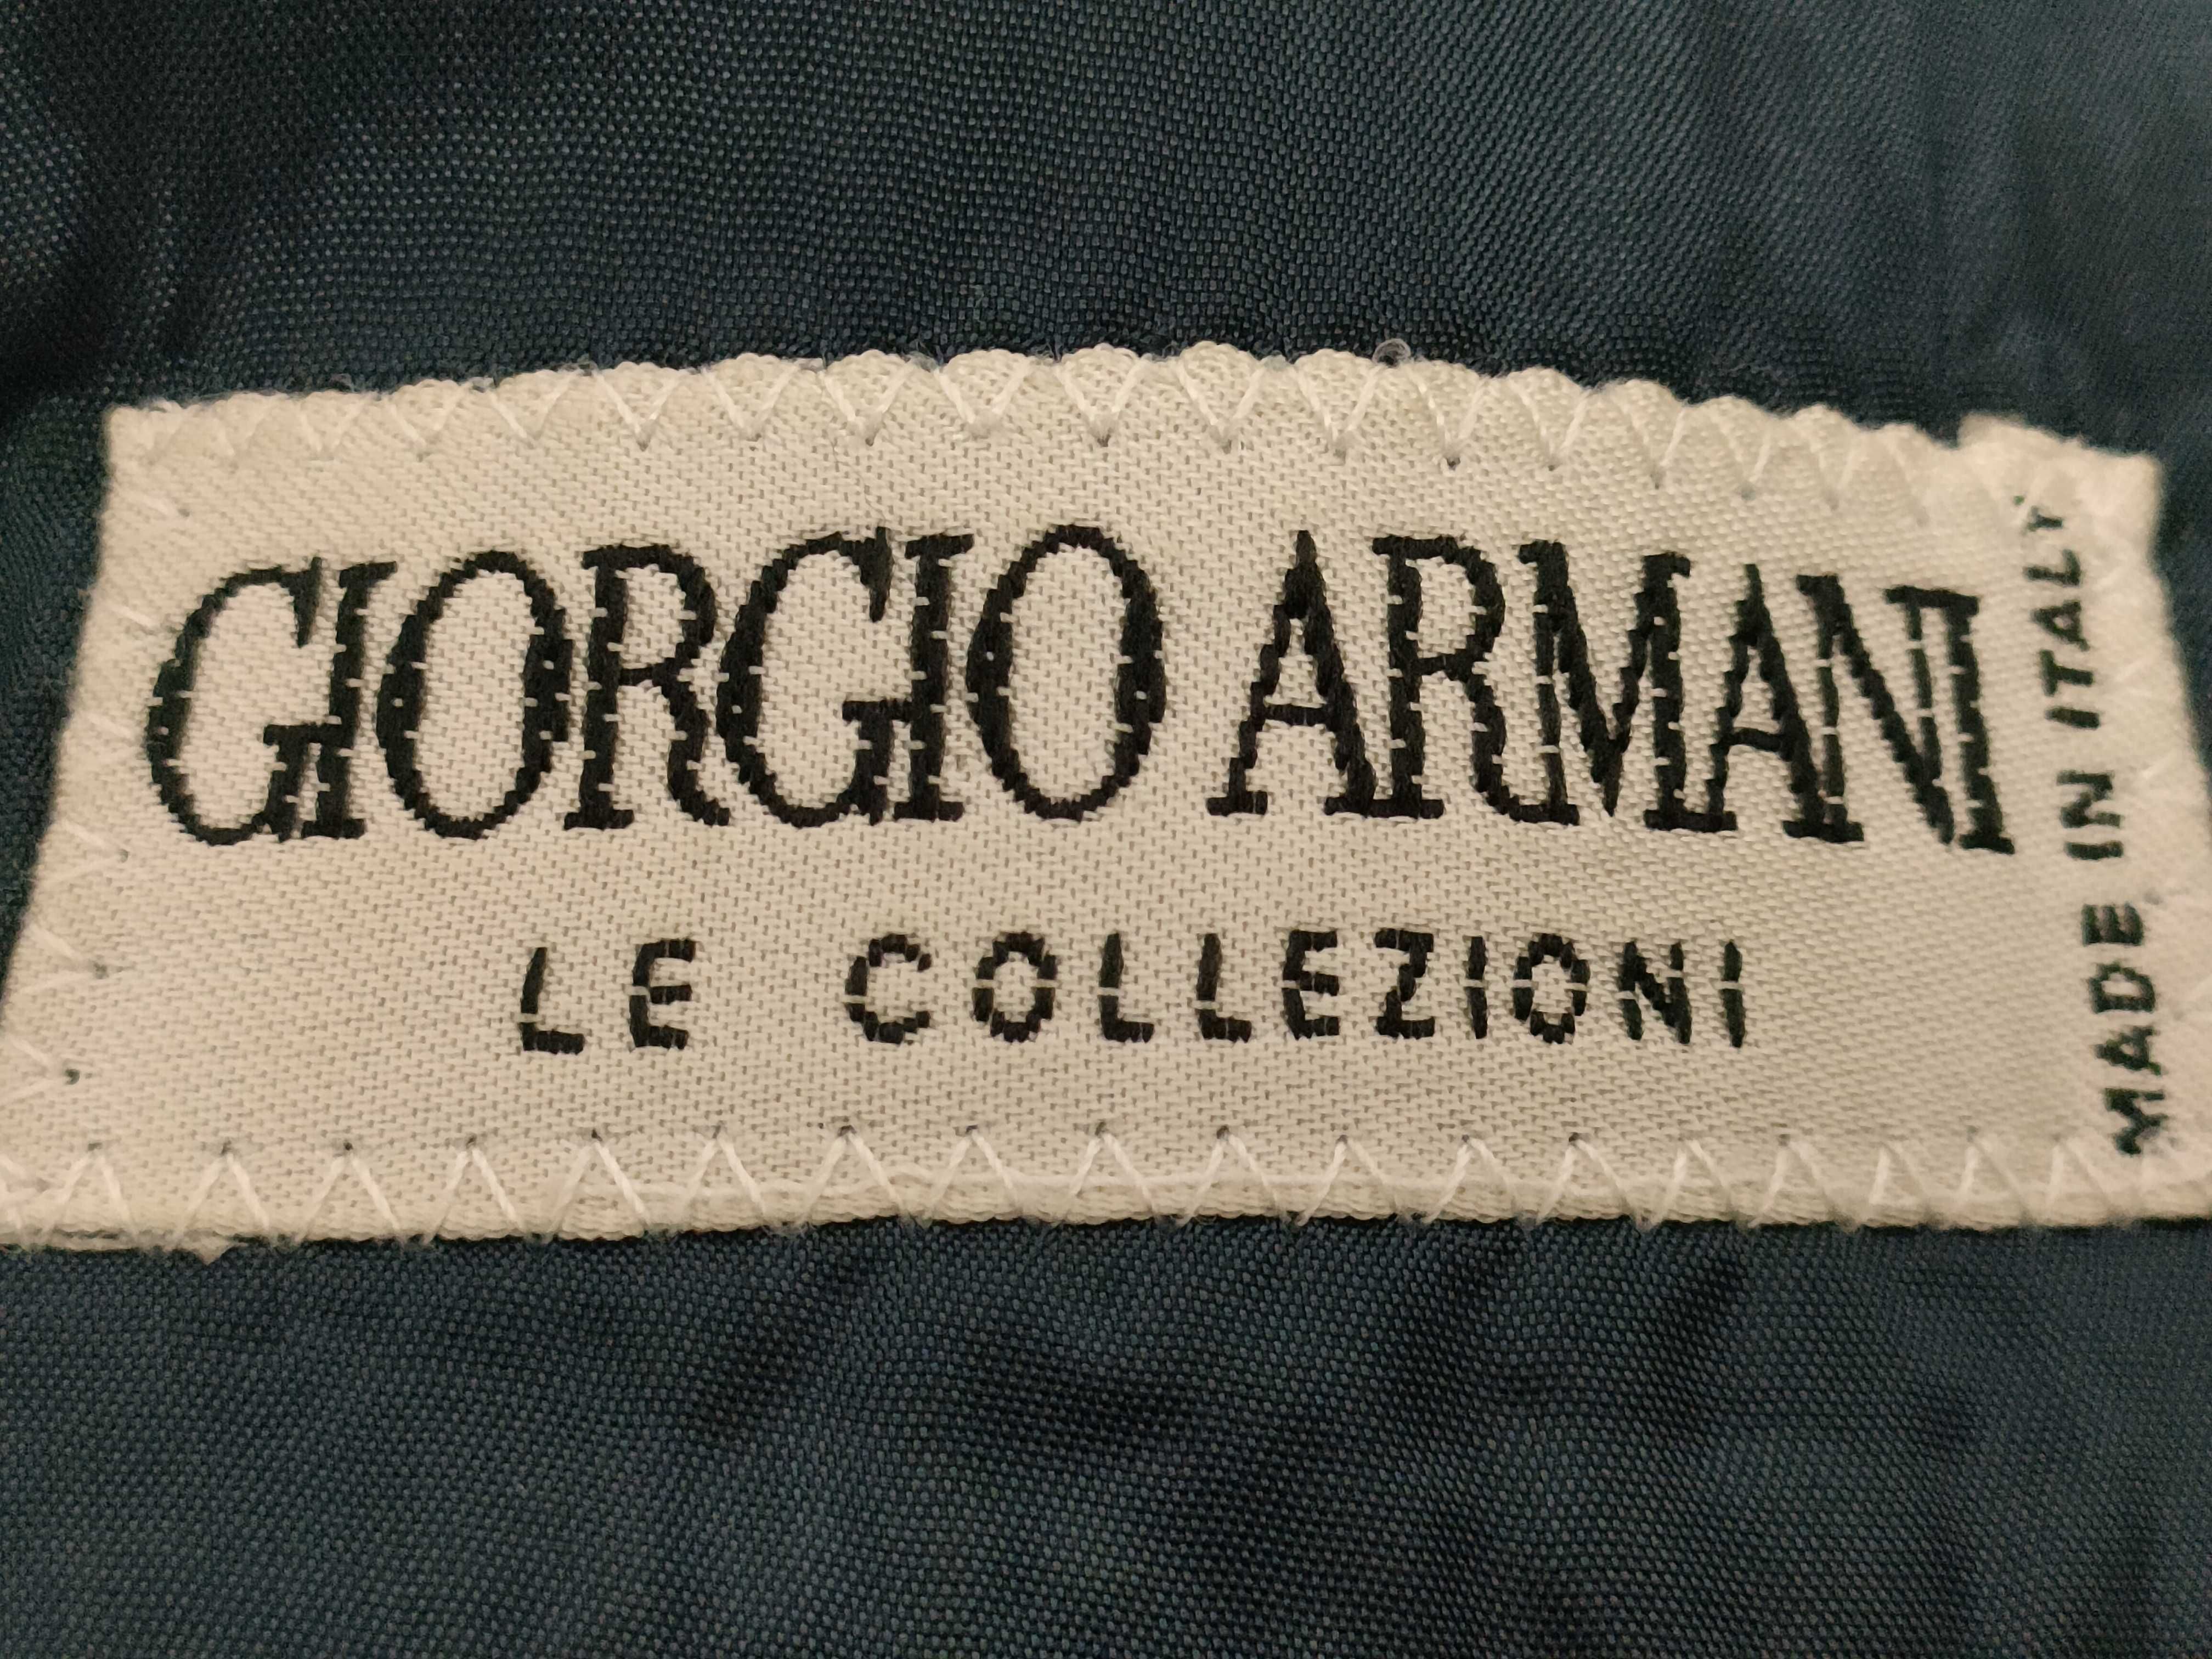 GIORGIO ARMANI
LE COLLEZIONI
MADE IN ITALY